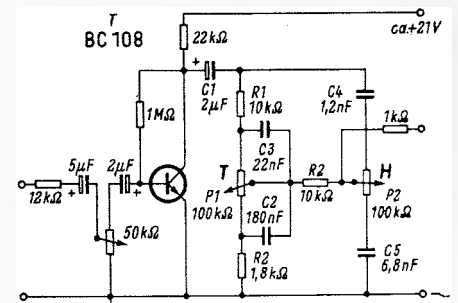 T
BC 108
22kΩ
ca.+21V
C1
2µF
R1
10kΩ
C4
1,2nF
1MΩ
C3
22nF
1kΩ
5µF
2µF
T
R2
H
12kΩ
P1
100kΩ
10kΩ
P2
100kΩ
50kΩ
C2
180nF
R2
1,8kΩ
C5
6,8nF